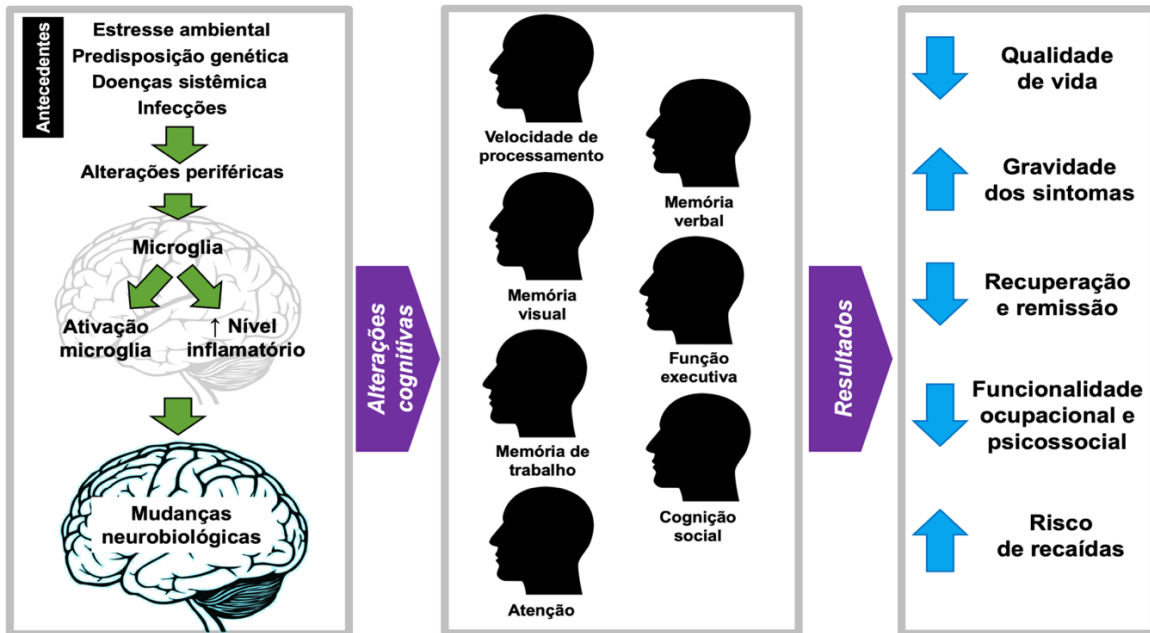 Antecedentes
Estresse ambiental
Predisposição genética
Doenças sistêmica
Infecções
Alterações periféricas
Microglia
Ativação
microglia
↑ Nível
inflamatório
Mudanças
neurobiológicas
Alterações
cognitivas
Velocidade de
processamento
Memória
verbal
Memória
visual
Função
executiva
Memória de
trabalho
Cognição
social
Atenção
Resultados
Qualidade
de vida
Gravidade
dos sintomas
Recuperação
e remissão
Funcionalidade
ocupacional e
psicossocial
Risco
de recaídas